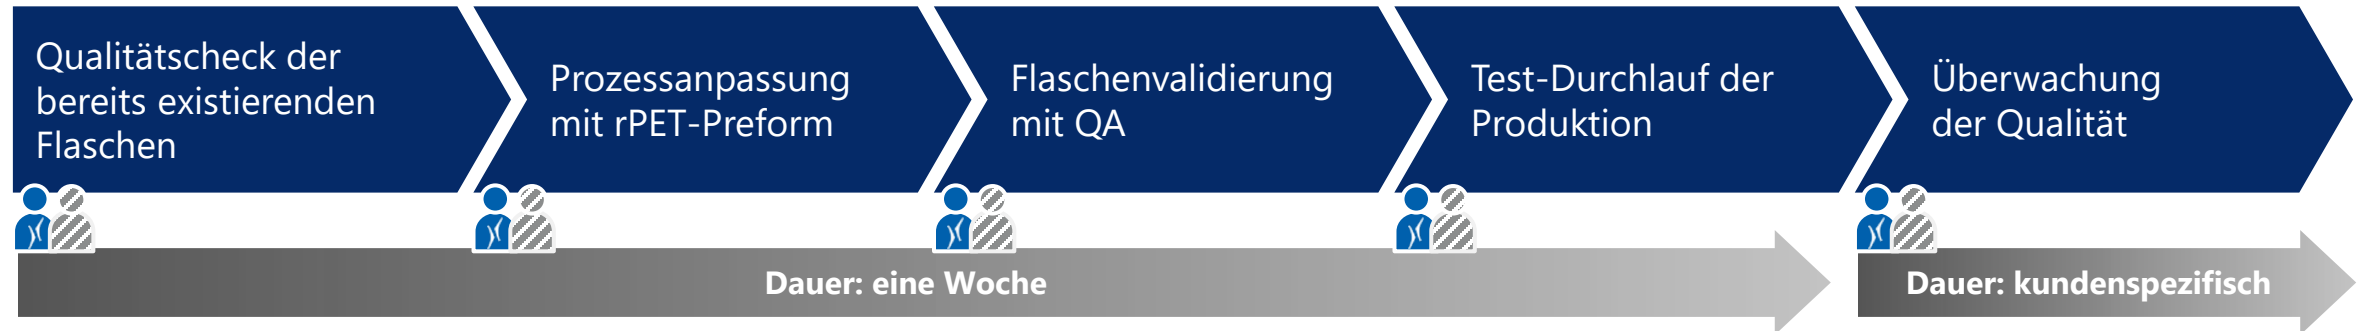 Qualitätscheck der
bereits existierenden
Flaschen
Prozessanpassung
mit rPET-Preform
Flaschenvalidierung
mit QA
Test-Durchlauf der
Produktion
Überwachung
der Qualität
Dauer: eine Woche
Dauer: kundenspezifisch